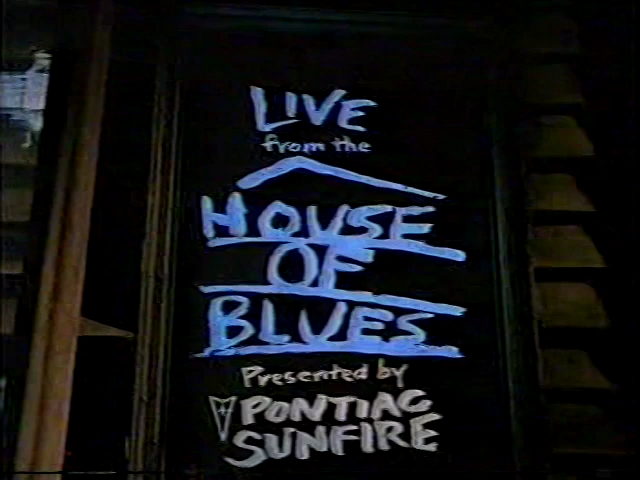 LIVE
from the
HOUSE
OF
BLUES
Presented by
PONTIAC
SUNFIRE